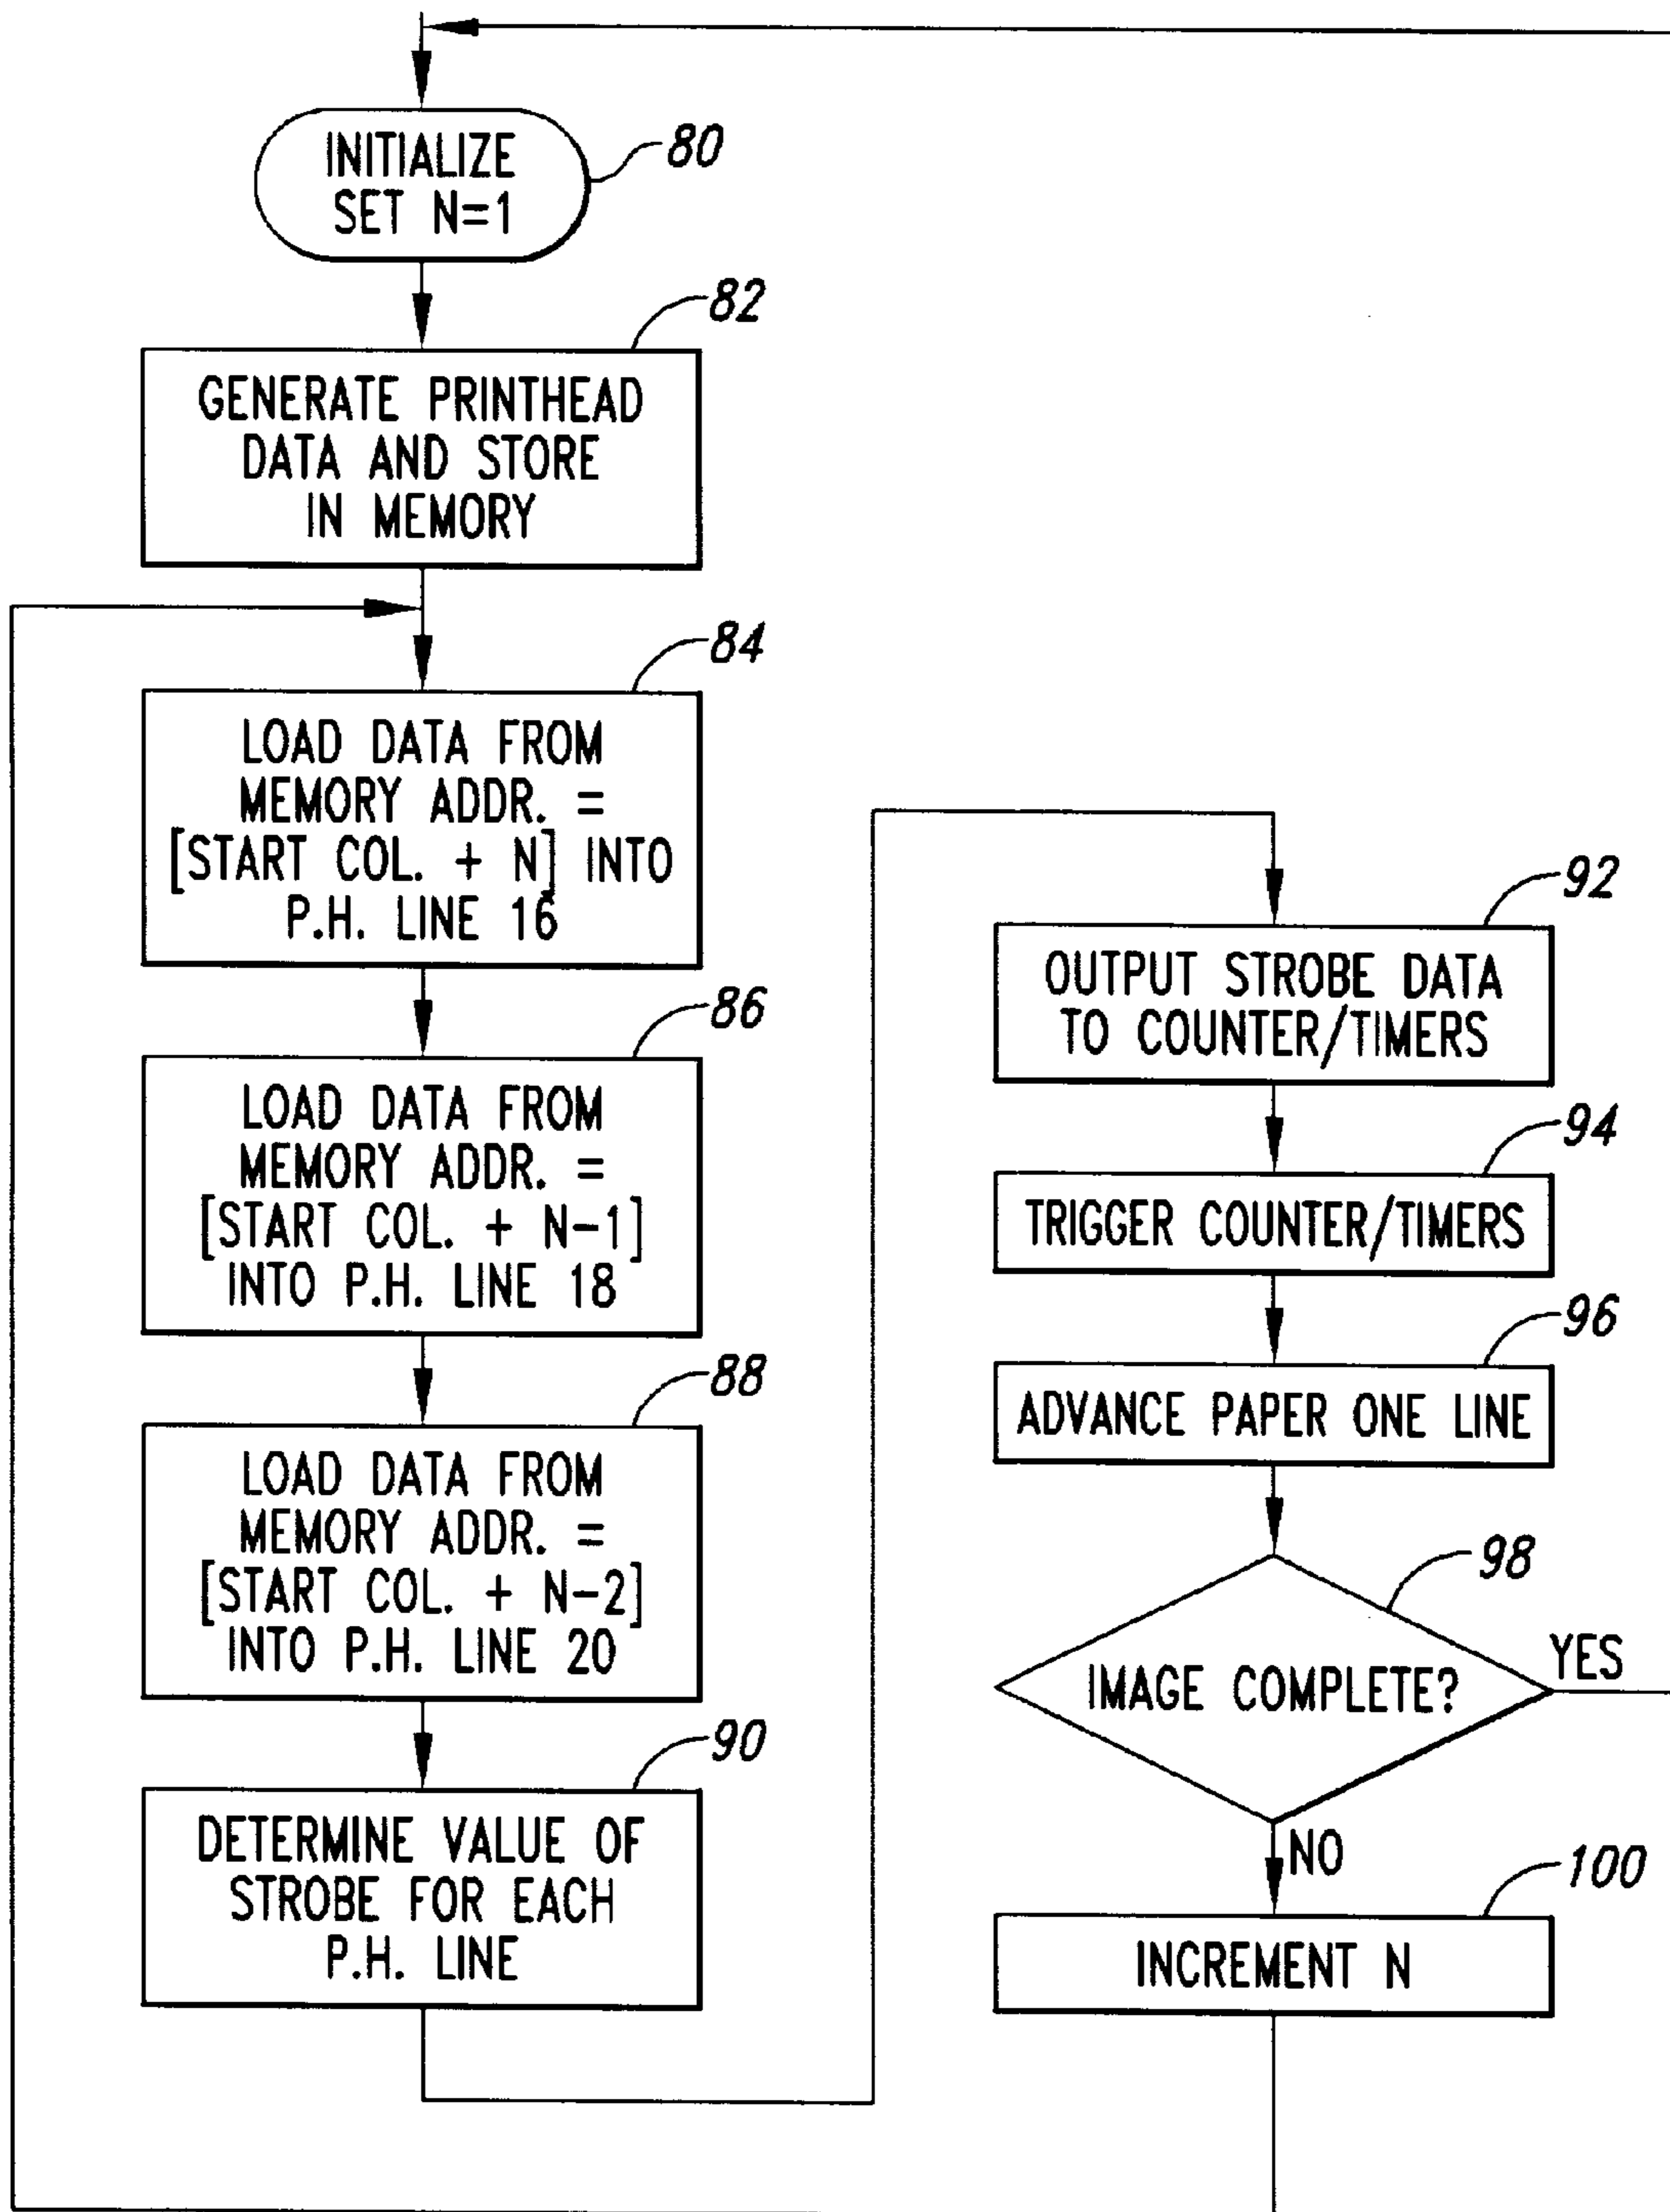 INITIALIZE
SET N=1
80
GENERATE PRINTHEAD
DATA AND STORE
IN MEMORY
82
LOAD DATA FROM
MEMORY ADDR. =
[START COL. + N] INTO
P.H. LINE 16
84
LOAD DATA FROM
MEMORY ADDR. =
[START COL. + N-1]
INTO P.H. LINE 18
86
LOAD DATA FROM
MEMORY ADDR. =
[START COL. + N-2]
INTO P.H. LINE 20
88
DETERMINE VALUE OF
STROBE FOR EACH
P.H. LINE
90
OUTPUT STROBE DATA
TO COUNTER/TIMERS
92
TRIGGER COUNTER/TIMERS
94
ADVANCE PAPER ONE LINE
96
IMAGE COMPLETE?
98
YES
NO
INCREMENT N
100